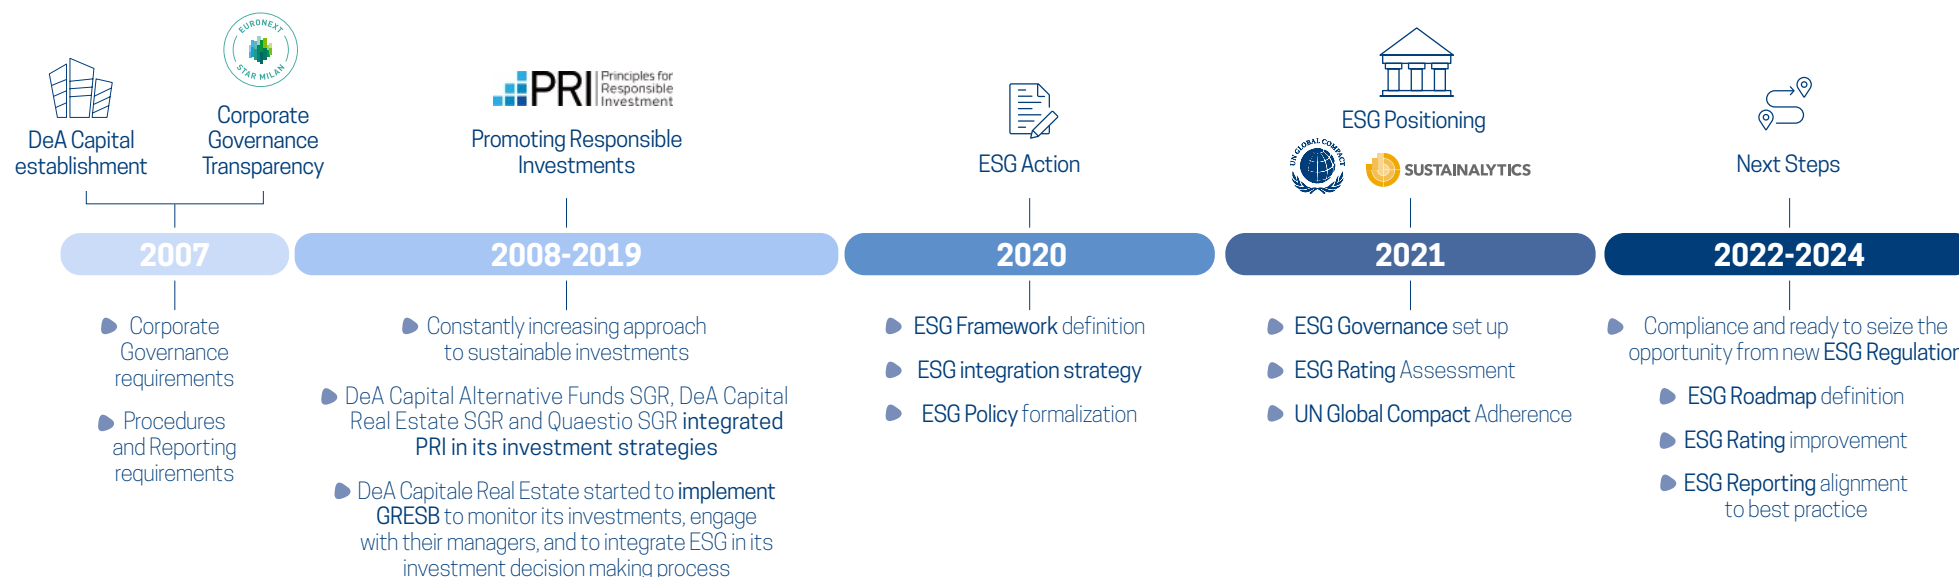 DeA Capital
establishment
EURONEXT
STAR MILAN
Corporate
Governance
Transparency
2007
Corporate
Governance
requirements
Procedures
and Reporting
requirements
PRI
Principles for
Responsible
Investment
Promoting Responsible
Investments
2008-2019
Constantly increasing approach
to sustainable investments
DeA Capital Alternative Funds SGR, DeA Capital
Real Estate SGR and Quaestio SGR integrated
PRI in its investment strategies
DeA Capitale Real Estate started to implement
GRESB to monitor its investments, engage
with their managers, and to integrate ESG in its
investment decision making process
ESG Action
2020
ESG Framework definition
ESG integration strategy
ESG Policy formalization
ESG Positioning
UN GLOBAL COMPACT
SUSTAINALYTICS
2021
ESG Governance set up
ESG Rating Assessment
UN Global Compact Adherence
Next Steps
2022-2024
Compliance and ready to seize the
opportunity from new ESG Regulation
ESG Roadmap definition
ESG Rating improvement
ESG Reporting alignment
to best practice